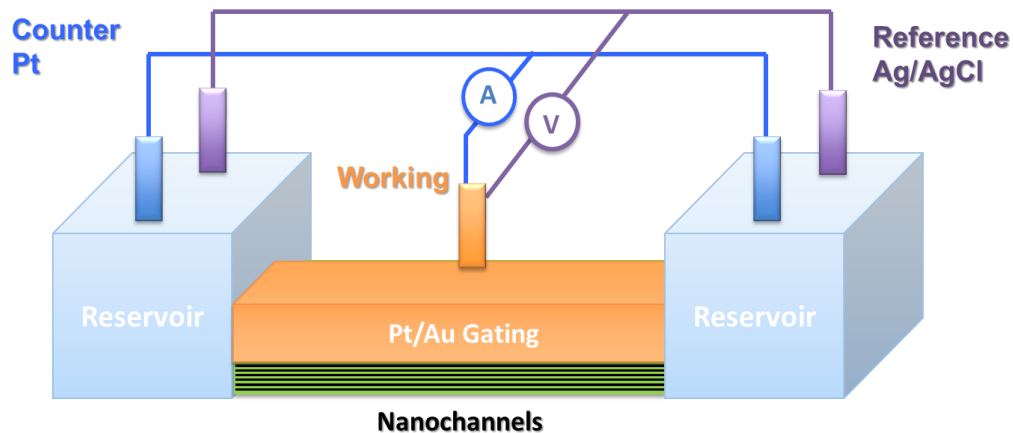 Counter
Pt
Reference
Ag/AgCl
A
V
Working
Reservoir
Reservoir
Pt/Au Gating
Nanochannels